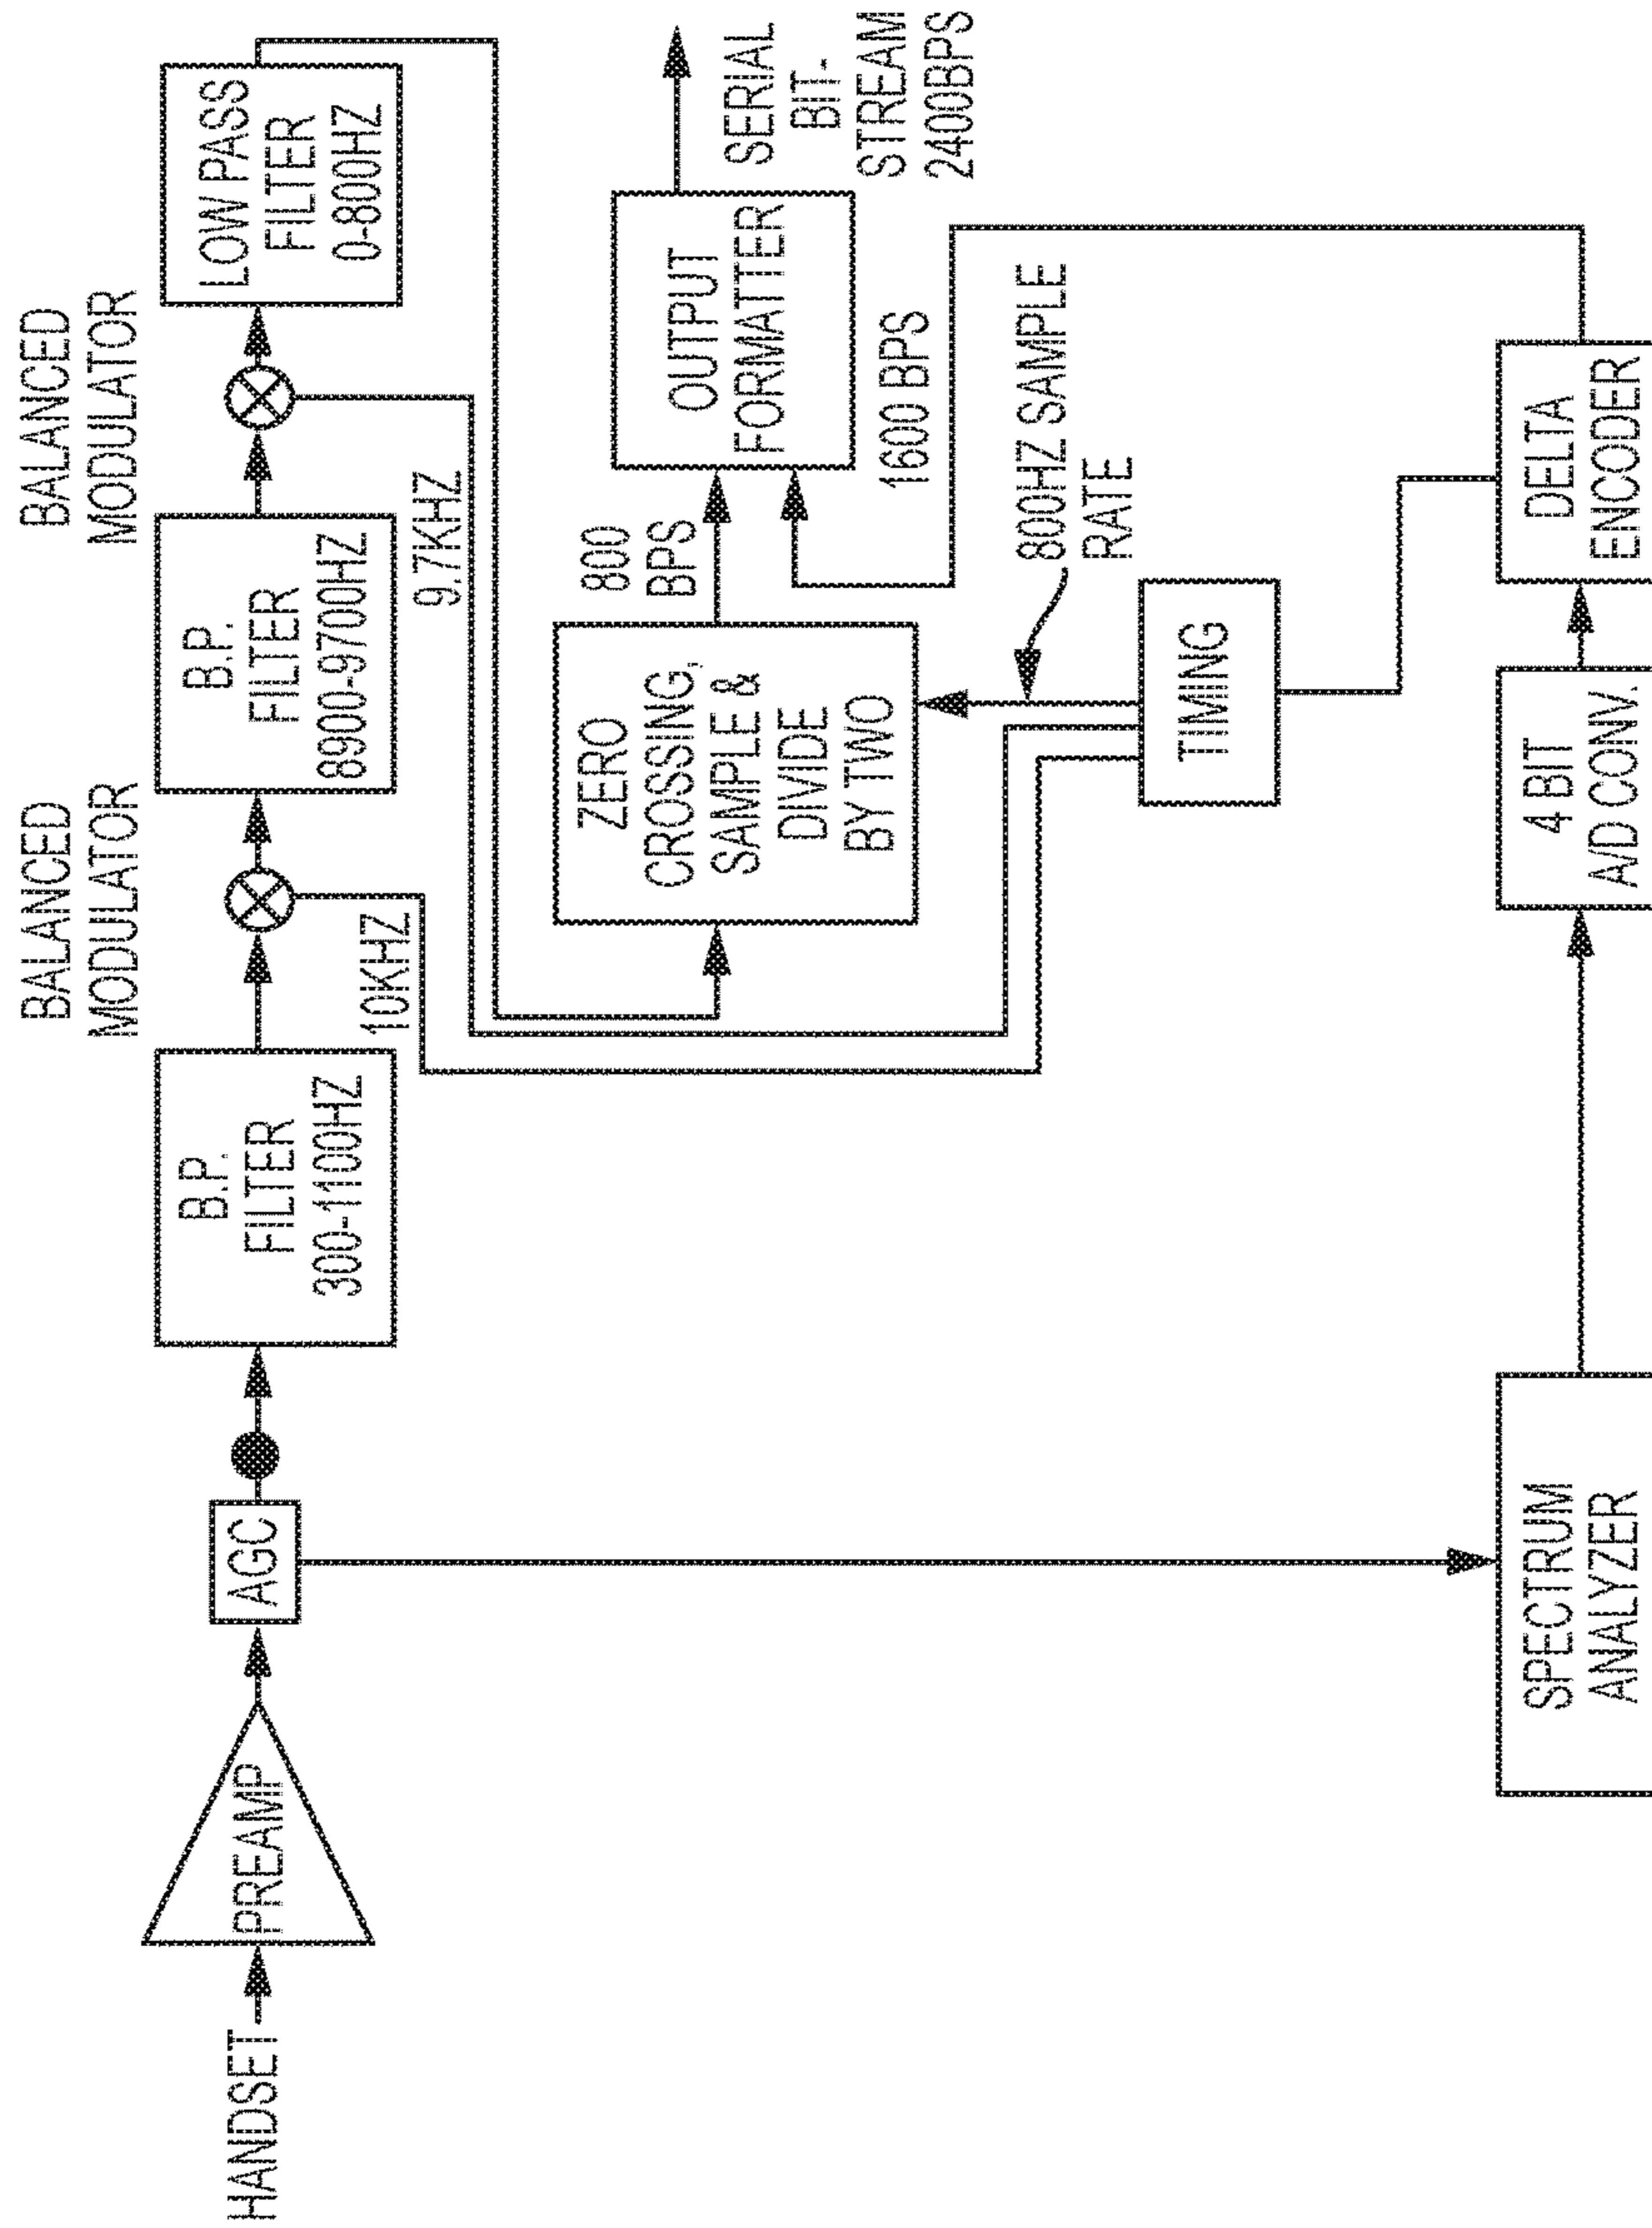 HANDSET
PREAMP
AGC
B.P.
FILTER
300-1100HZ
BALANCED
MODULATOR
10KHZ
B.P.
FILTER
8900-9700HZ
BALANCED
MODULATOR
9.7KHZ
LOW PASS
FILTER
0-800HZ
ZERO
CROSSING,
SAMPLE &
DIVIDE
BY TWO
800
BPS
OUTPUT
FORMATTER
SERIAL
BIT-
STREAM
2400BPS
1600 BPS
800HZ SAMPLE
RATE
TIMING
SPECTRUM
ANALYZER
4 BIT
A/D CONV.
DELTA
ENCODER